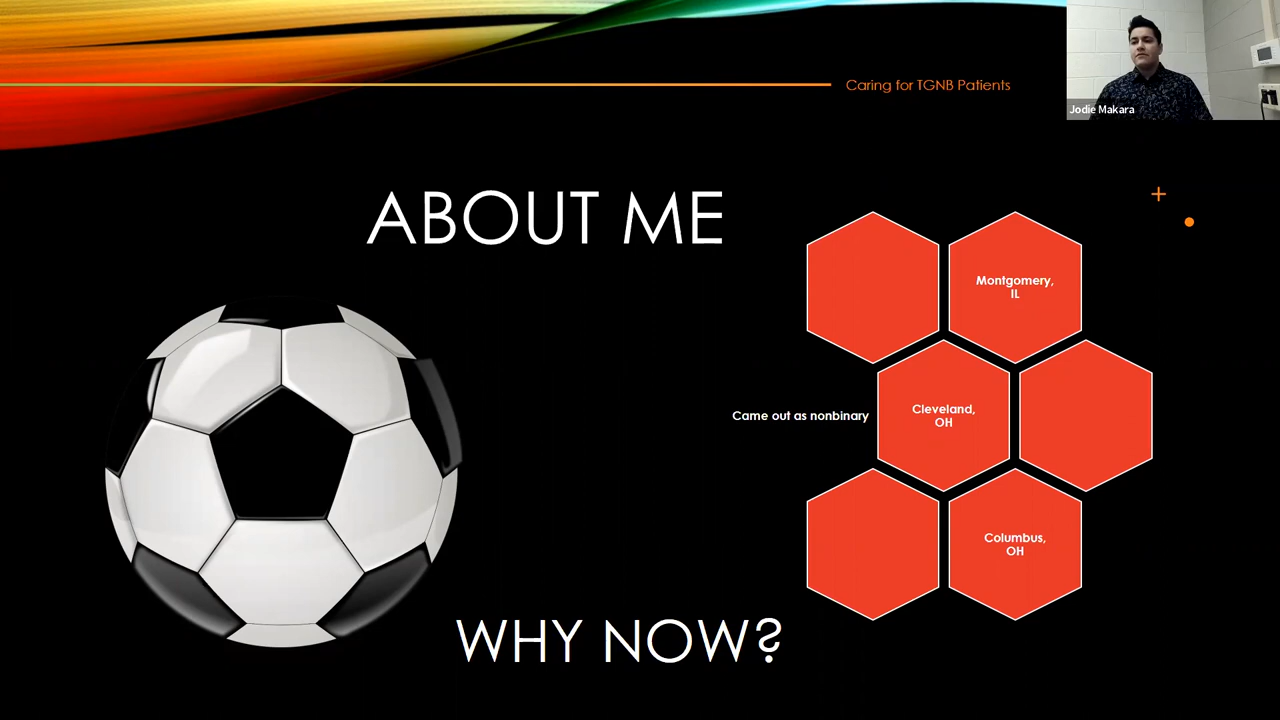 Caring for TGNB Patients
Jodie Makara
ABOUT ME
Montgomery,
IL
Came out as nonbinary
Cleveland,
OH
Columbus,
OH
WHY NOW?